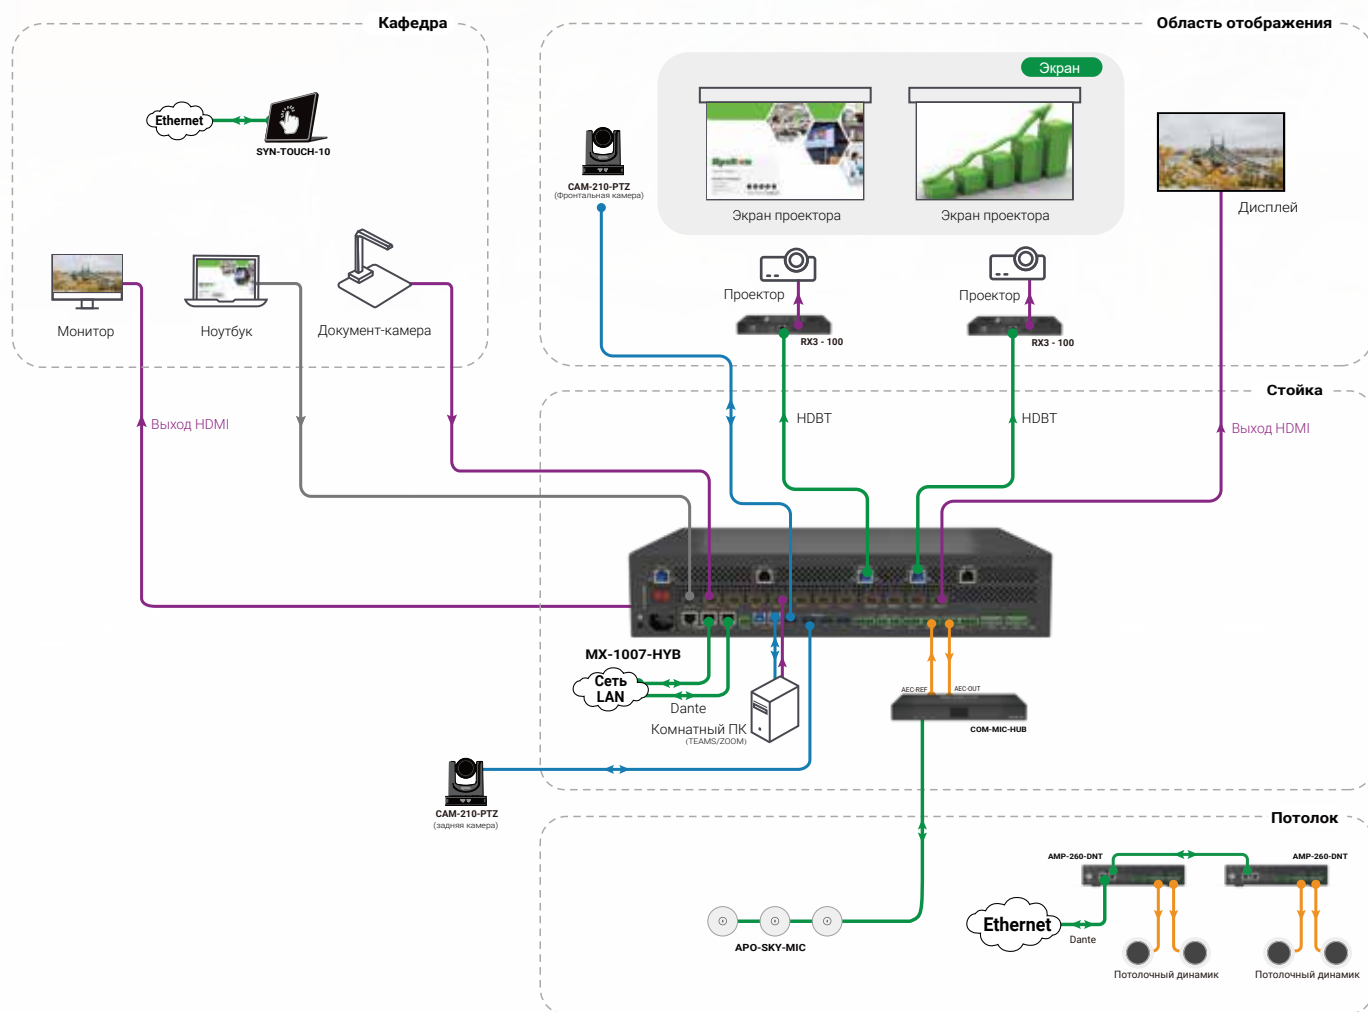 Кафедра
Область отображения
Экран
Ethernet
SYN-TOUCH-10
CAM-210-PTZ
(Фронтальная камера)
Экран проектора
Экран проектора
Дисплей
Проектор
Проектор
RX3 - 100
RX3 - 100
Монитор
Ноутбук
Документ-камера
Стойка
Выход HDMI
HDBT
HDBT
Выход HDMI
MX-1007-HYB
Сеть
LAN
Dante
Комнатный ПК
(TEAMS/ZOOM)
AEC-REF
AEC-OUT
COM-MIC-HUB
CAM-210-PTZ
(задняя камера)
Потолок
AMP-260-DNT
AMP-260-DNT
Ethernet
Dante
APO-SKY-MIC
Потолочный динамик
Потолочный динамик